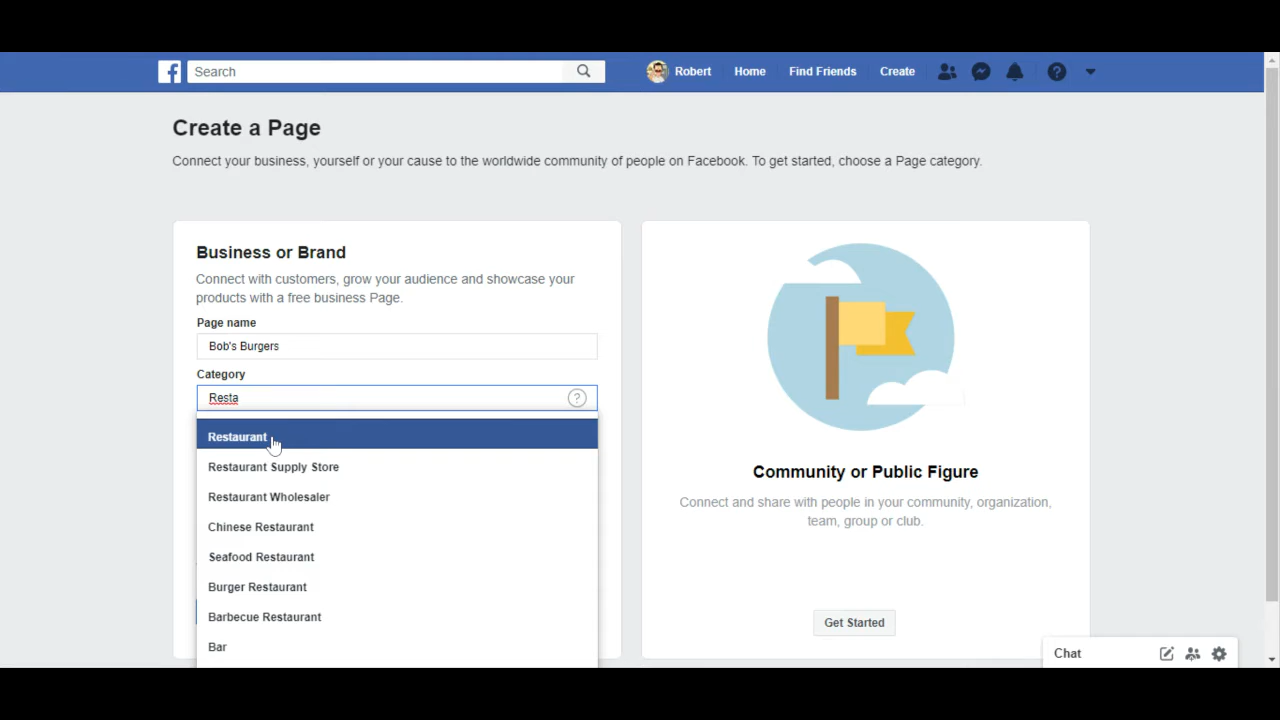 Search
Robert
Home
Find Friends
Create
Create a Page
Connect your business, yourself or your cause to the worldwide community of people on Facebook. To get started, choose a Page category.
Business or Brand
Connect with customers, grow your audience and showcase your
products with a free business Page.
Page name
Bob's Burgers
Category
Resta
Restaurant
Restaurant Supply Store
Restaurant Wholesaler
Chinese Restaurant
Seafood Restaurant
Burger Restaurant
Barbecue Restaurant
Bar
Community or Public Figure
Connect and share with people in your community, organization,
team, group or club.
Get Started
Chat